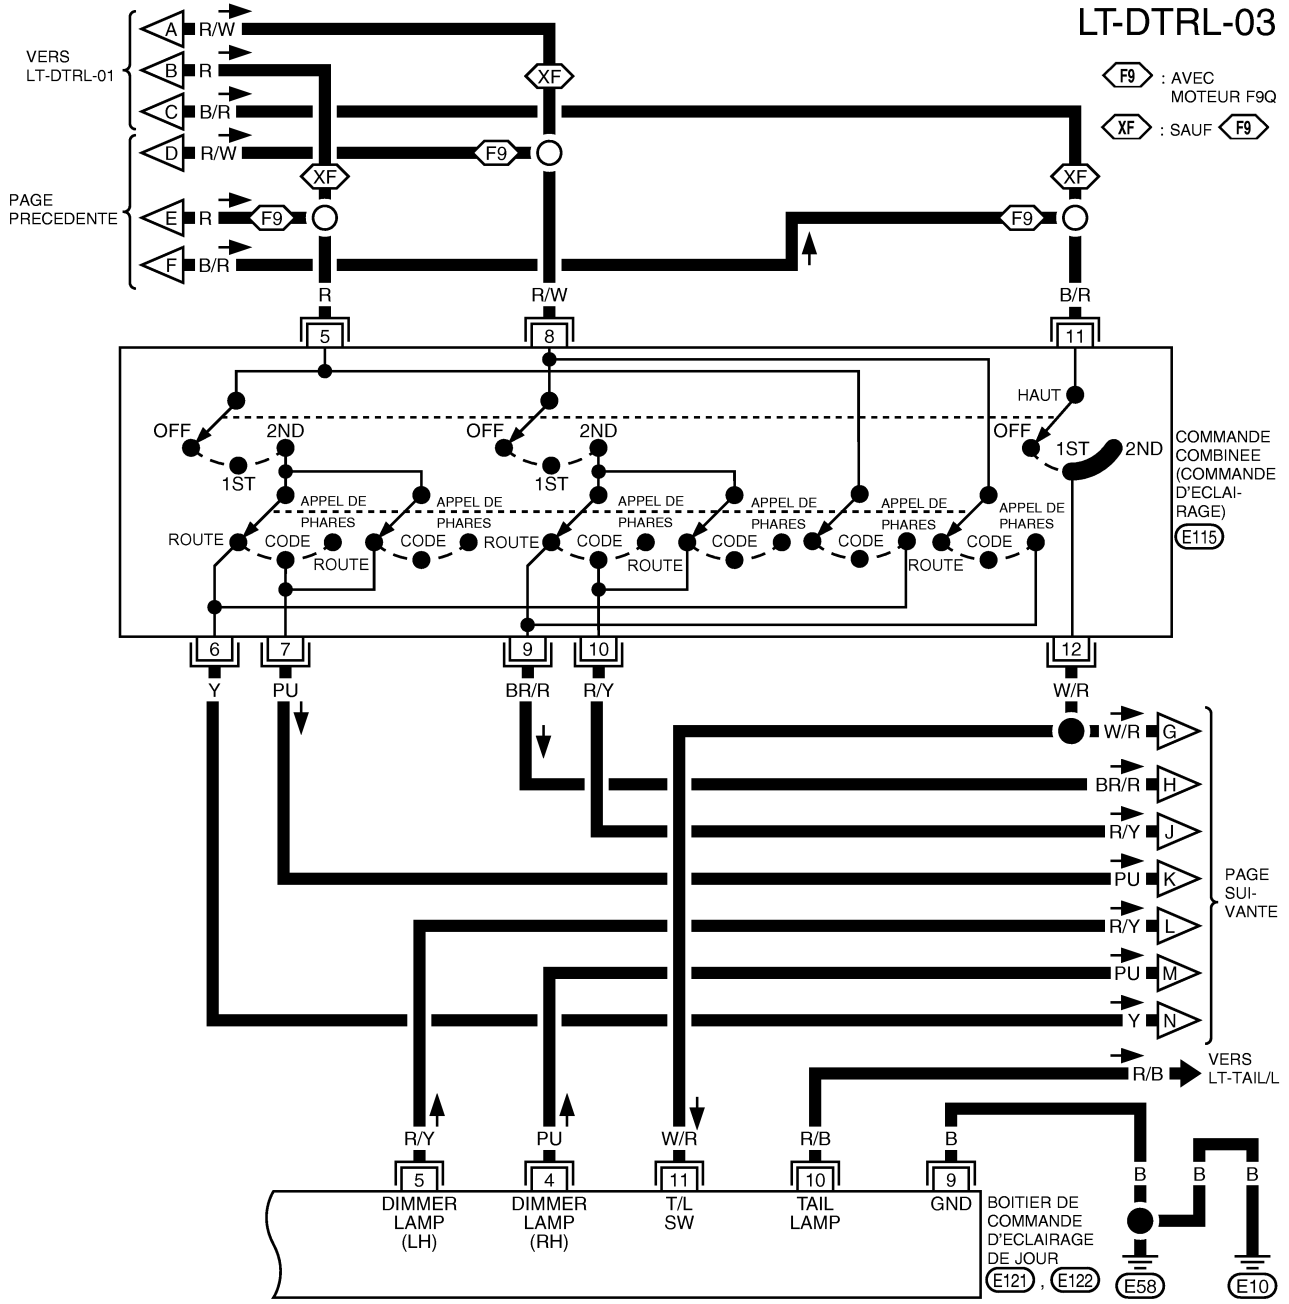 LT-DTRL-03
F9 : AVEC
MOTEUR F9Q
XF : SAUF F9
VERS
LT-DTRL-01
A R/W
B R
C B/R
D R/W
PAGE
PRECEDENTE
E R
F B/R
XF
F9
XF
XF
F9
F9
R
R/W
B/R
5
8
11
HAUT
OFF
2ND
1ST
OFF
2ND
1ST
OFF
1ST
2ND
COMMANDE
COMBINEE
(COMMANDE
D'ECLAI-
RAGE)
E115
ROUTE
CODE
APPEL DE
PHARES
ROUTE
CODE
APPEL DE
PHARES
ROUTE
CODE
APPEL DE
PHARES
ROUTE
CODE
APPEL DE
PHARES
CODE
APPEL DE
PHARES
ROUTE
CODE
APPEL DE
PHARES
6
7
9
10
12
Y
PU
BR/R
R/Y
W/R
W/R G
BR/R H
R/Y J
PU K
R/Y L
PU M
Y N
PAGE
SUI-
VANTE
R/B
VERS
LT-TAIL/L
R/Y
PU
W/R
R/B
B
B
B
B
5
4
11
10
9
DIMMER
LAMP
(LH)
DIMMER
LAMP
(RH)
T/L
SW
TAIL
LAMP
GND
BOITIER DE
COMMANDE
D'ECLAIRAGE
DE JOUR
E121 , E122
E58
E10